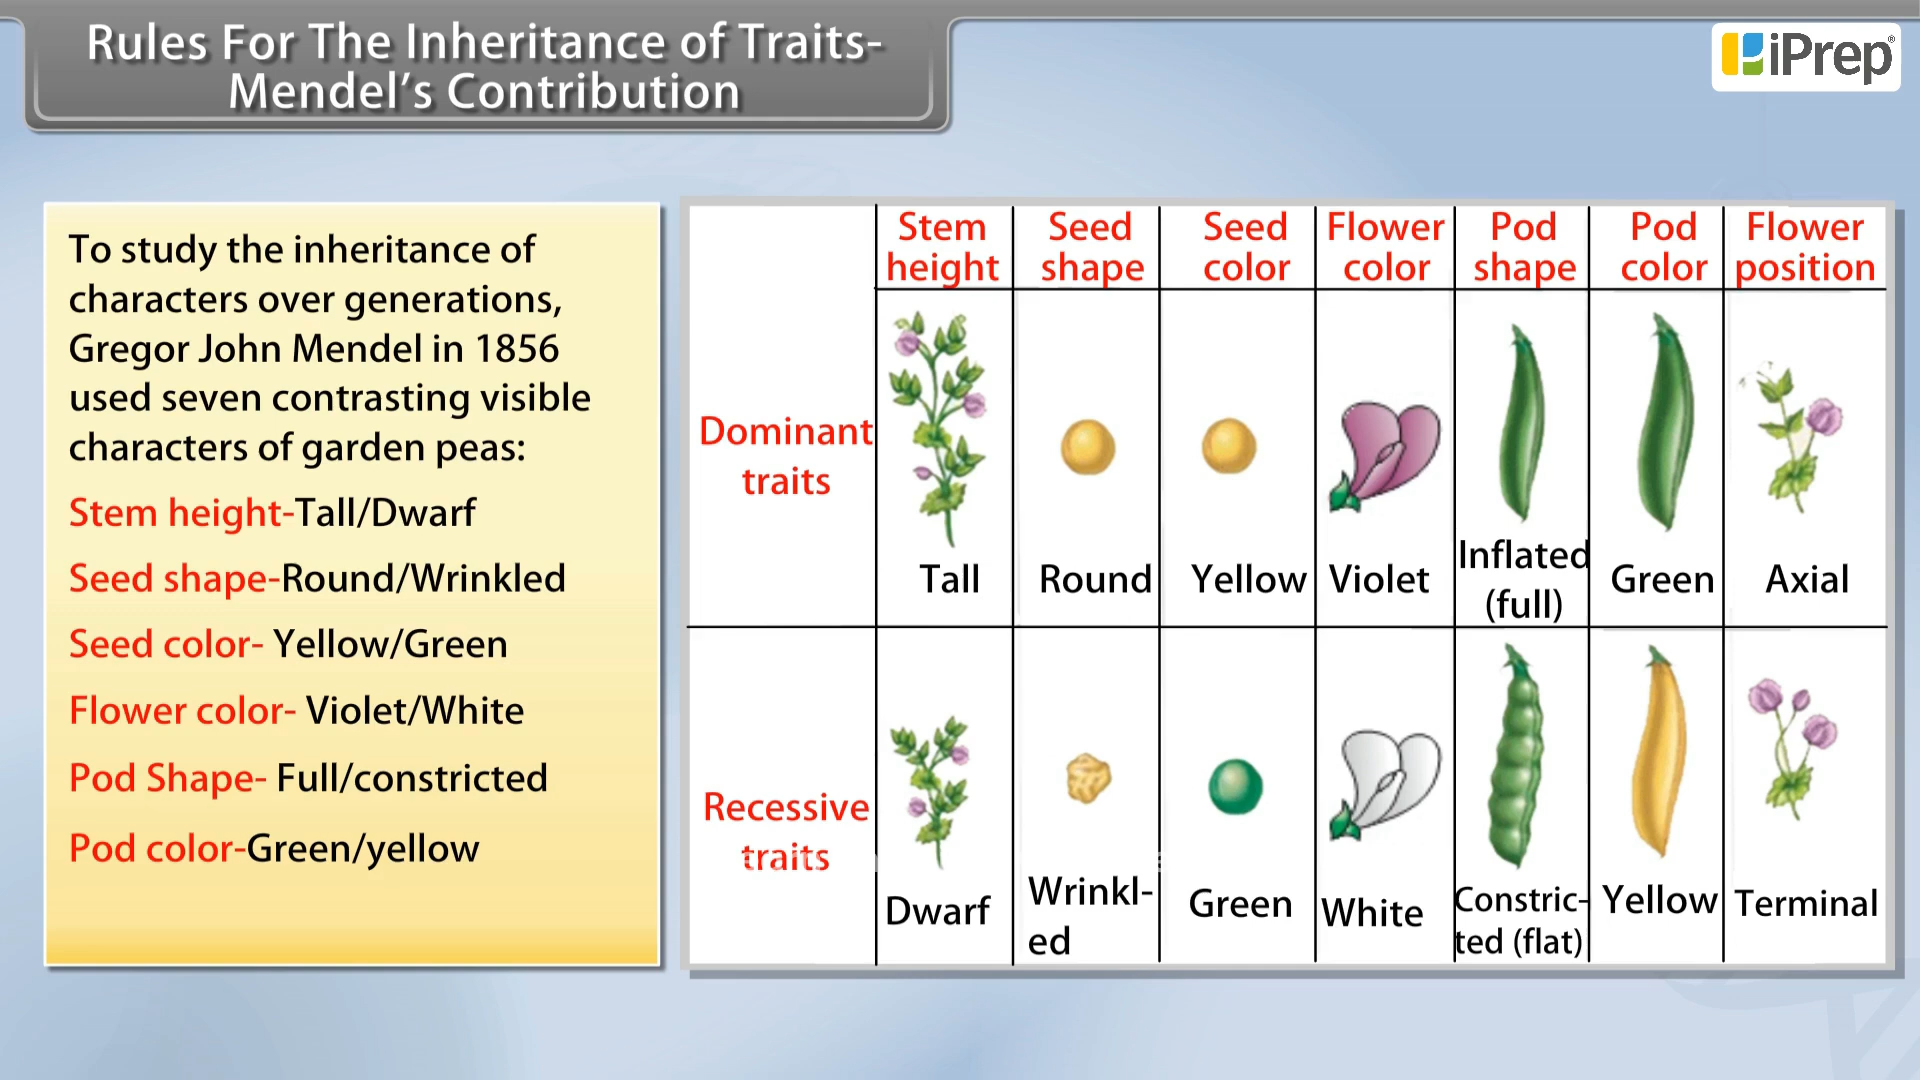 Rules For The Inheritance of Traits-
Mendel's Contribution
iPrep®
To study the inheritance of
characters over generations,
Gregor John Mendel in 1856
used seven contrasting visible
characters of garden peas:
Stem height-Tall/Dwarf
Seed shape-Round/Wrinkled
Seed color- Yellow/Green
Flower color- Violet/White
Pod Shape- Full/constricted
Pod color-Green/yellow
Stem height
Seed shape
Seed color
Flower color
Pod shape
Pod color
Flower position
Dominant traits
Tall
Round
Yellow
Violet
Inflated
(full)
Green
Axial
Recessive traits
Dwarf
Wrinkl-
ed
Green
White
Constric-
ted (flat)
Yellow
Terminal